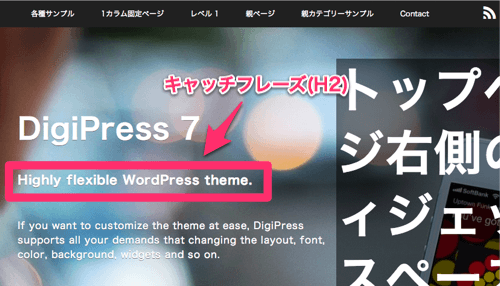 各種サンプル 1カラム固定ページ レベル 1 親ページ 親カテゴリーサンプル Contact
キャッチフレーズ(H2)
DigiPress 7
Highly flexible WordPress theme.
If you want to customize the theme at ease, DigiPress
supports all your demands that changing the layout, font,
color, background, widgets and so on.
トップペ
ジ右側の
ィジェ
スペー
SoftBank
Uptown Funk